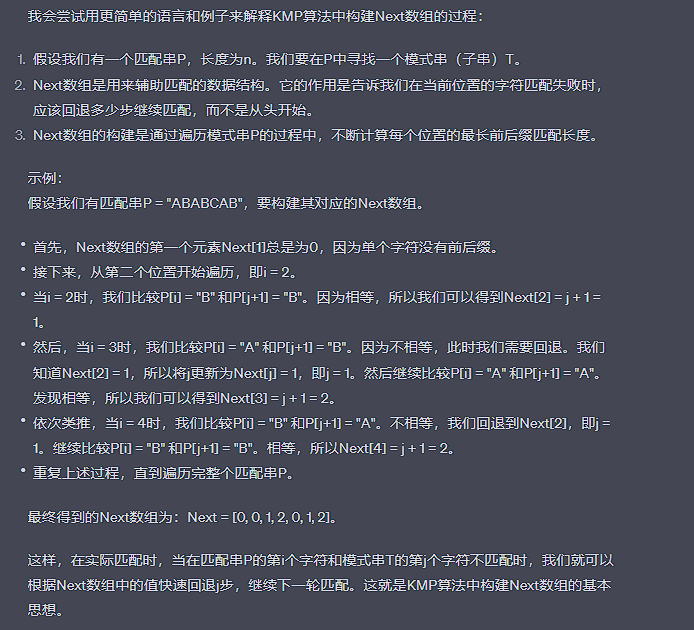 我会尝试用更简单的语言和例子来解释KMP算法中构建Next数组的过程：
1. 假设我们有一个匹配串P，长度为n。我们要在P中寻找一个模式串（子串）T。
2. Next数组是用来辅助匹配的数据结构。它的作用是告诉我们在当前位置的字符匹配失败时，
应该回退多少步继续匹配，而不是从头开始。
3. Next数组的构建是通过遍历模式串P的过程中，不断计算每个位置的最长前后缀匹配长度。
示例：
假设我们有匹配串P = "ABABCAB"，要构建其对应的Next数组。
• 首先，Next数组的第一个元素Next[1]总是为0，因为单个字符没有前后缀。
• 接下来，从第二个位置开始遍历，即i = 2。
• 当i = 2时，我们比较P[i] = "B" 和P[j+1] = "B"。因为相等，所以我们可以得到Next[2] = j + 1 =
1。
• 然后，当i = 3时，我们比较P[i] = "A" 和P[j+1] = "B"。因为不相等，此时我们需要回退。我们
知道Next[2] = 1，所以将j更新为Next[j] = 1，即j = 1。然后继续比较P[i] = "A" 和P[j+1] = "A"。
发现相等，所以我们可以得到Next[3] = j + 1 = 2。
• 依次类推，当i = 4时，我们比较P[i] = "B" 和P[j+1] = "A"。不相等，我们回退到Next[2]，即j =
1。继续比较P[i] = "B" 和P[j+1] = "B"。相等，所以Next[4] = j + 1 = 2。
• 重复上述过程，直到遍历完整个匹配串P。
最终得到的Next数组为：Next = [0, 0, 1, 2, 0, 1, 2]。
这样，在实际匹配时，当在匹配串P的第i个字符和模式串T的第j个字符不匹配时，我们就可以
根据Next数组中的值快速回退j步，继续下一轮匹配。这就是KMP算法中构建Next数组的基本
思想。